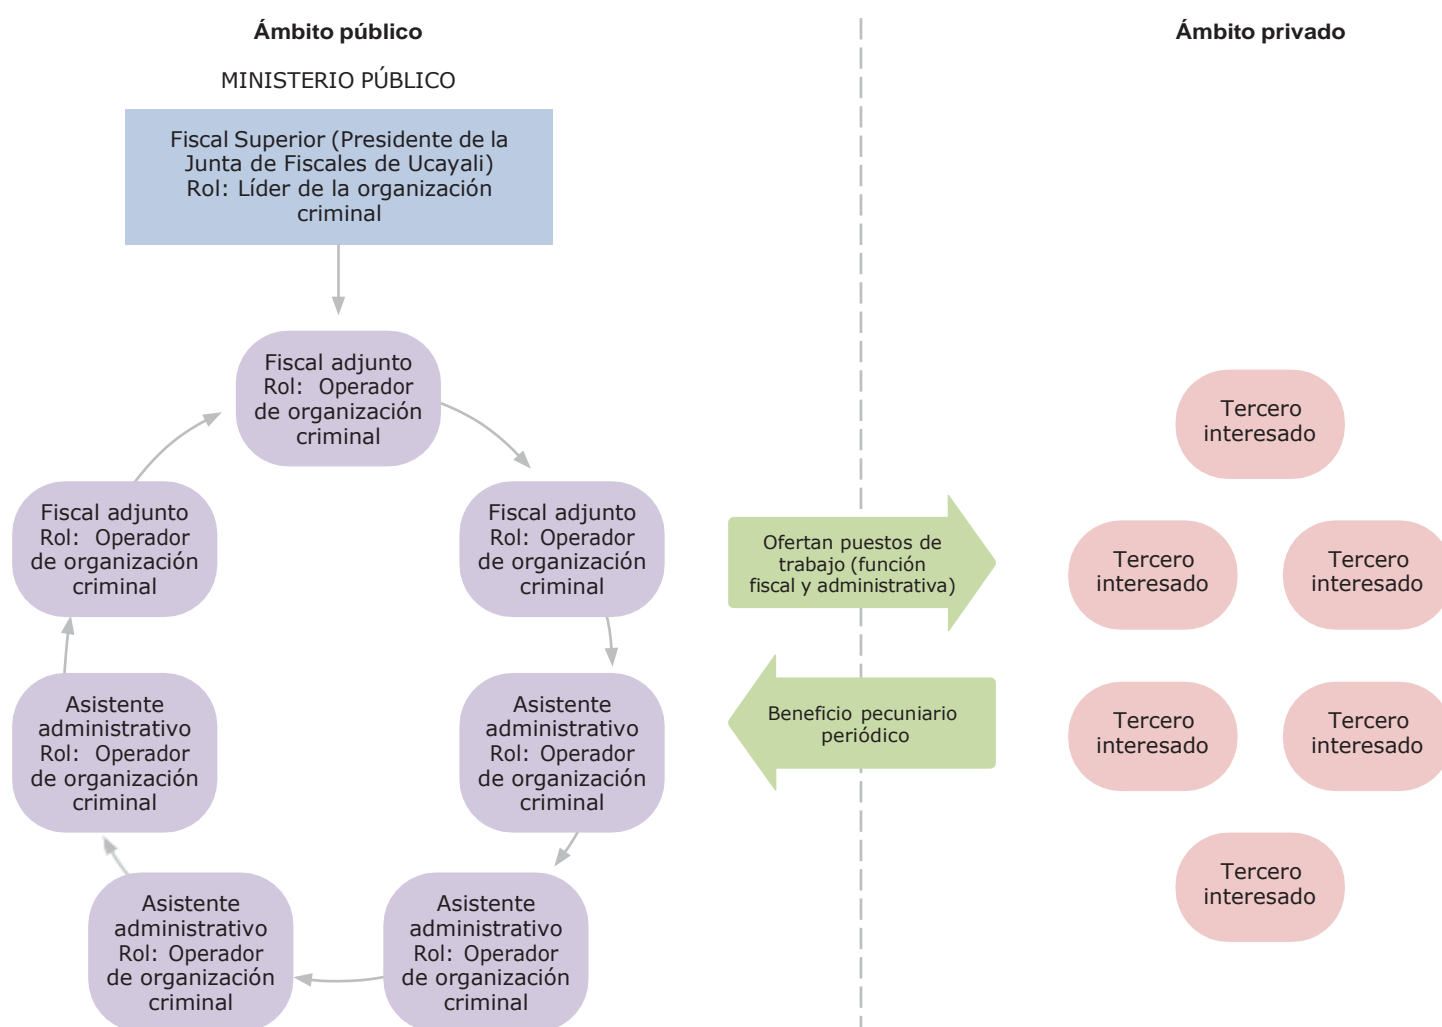 Ámbito público
Ámbito privado
MINISTERIO PÚBLICO
Fiscal Superior (Presidente de la
Junta de Fiscales de Ucayali)
Rol: Líder de la organización
criminal
Fiscal adjunto
Rol: Operador
de organización
criminal
Fiscal adjunto
Rol: Operador
de organización
criminal
Fiscal adjunto
Rol: Operador
de organización
criminal
Asistente
administrativo
Rol: Operador
de organización
criminal
Asistente
administrativo
Rol: Operador
de organización
criminal
Asistente
administrativo
Rol: Operador
de organización
criminal
Asistente
administrativo
Rol: Operador
de organización
criminal
Ofertan puestos de
trabajo (función
fiscal y administrativa)
Beneficio pecuniario
periódico
Tercero
interesado
Tercero
interesado
Tercero
interesado
Tercero
interesado
Tercero
interesado
Tercero
interesado